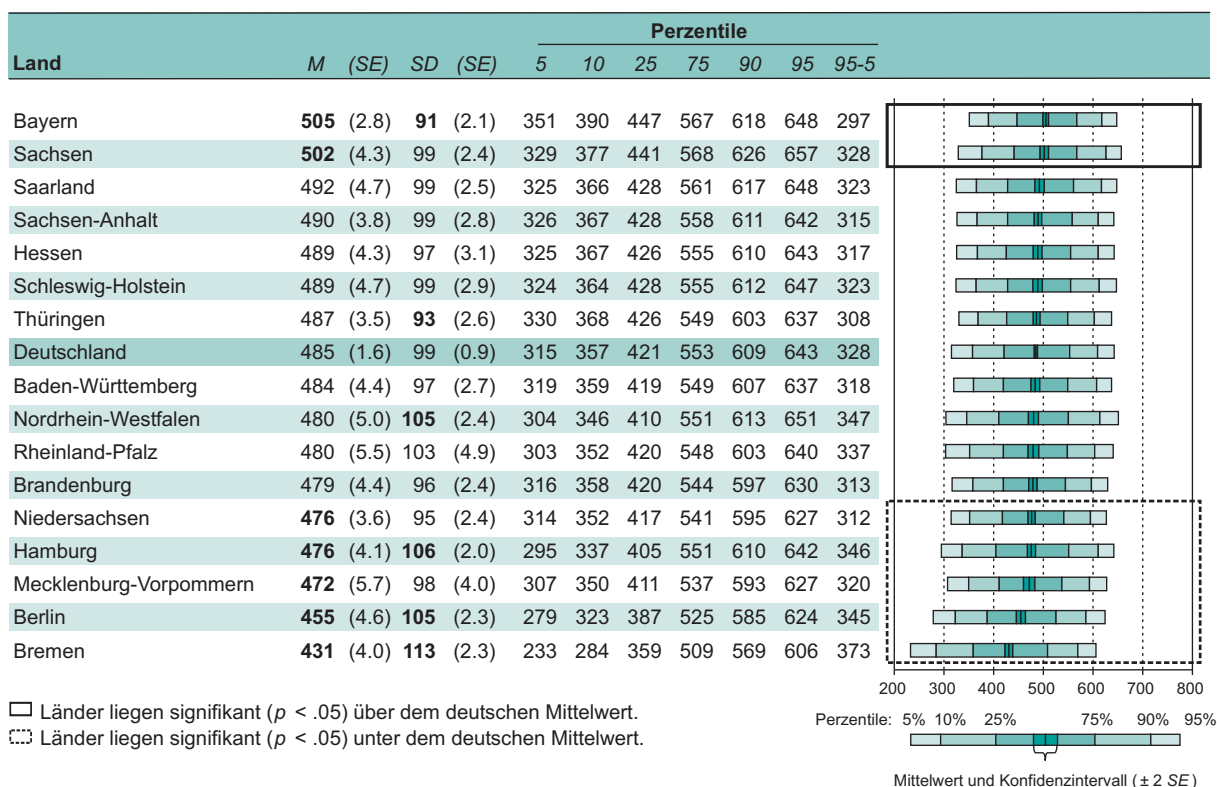 Perzentile
Land M (SE) SD (SE) 5 10 25 75 90 95 95-5
Bayern 505 (2.8) 91 (2.1) 351 390 447 567 618 648 297
Sachsen 502 (4.3) 99 (2.4) 329 377 441 568 626 657 328
Saarland 492 (4.7) 99 (2.5) 325 366 428 561 617 648 323
Sachsen-Anhalt 490 (3.8) 99 (2.8) 326 367 428 558 611 642 315
Hessen 489 (4.3) 97 (3.1) 325 367 426 555 610 643 317
Schleswig-Holstein 489 (4.7) 99 (2.9) 324 364 428 555 612 647 323
Thüringen 487 (3.5) 93 (2.6) 330 368 426 549 603 637 308
Deutschland 485 (1.6) 99 (0.9) 315 357 421 553 609 643 328
Baden-Württemberg 484 (4.4) 97 (2.7) 319 359 419 549 607 637 318
Nordrhein-Westfalen 480 (5.0) 105 (2.4) 304 346 410 551 613 651 347
Rheinland-Pfalz 480 (5.5) 103 (4.9) 303 352 420 548 603 640 337
Brandenburg 479 (4.4) 96 (2.4) 316 358 420 544 597 630 313
Niedersachsen 476 (3.6) 95 (2.4) 314 352 417 541 595 627 312
Hamburg 476 (4.1) 106 (2.0) 295 337 405 551 610 642 346
Mecklenburg-Vorpommern 472 (5.7) 98 (4.0) 307 350 411 537 593 627 320
Berlin 455 (4.6) 105 (2.3) 279 323 387 525 585 624 345
Bremen 431 (4.0) 113 (2.3) 233 284 359 509 569 606 373
200 300 400 500 600 700 800
Länder liegen signifikant (p < .05) über dem deutschen Mittelwert.
Länder liegen signifikant (p < .05) unter dem deutschen Mittelwert.
Perzentile: 5% 10% 25% 75% 90% 95%
Mittelwert und Konfidenzintervall (± 2 SE)